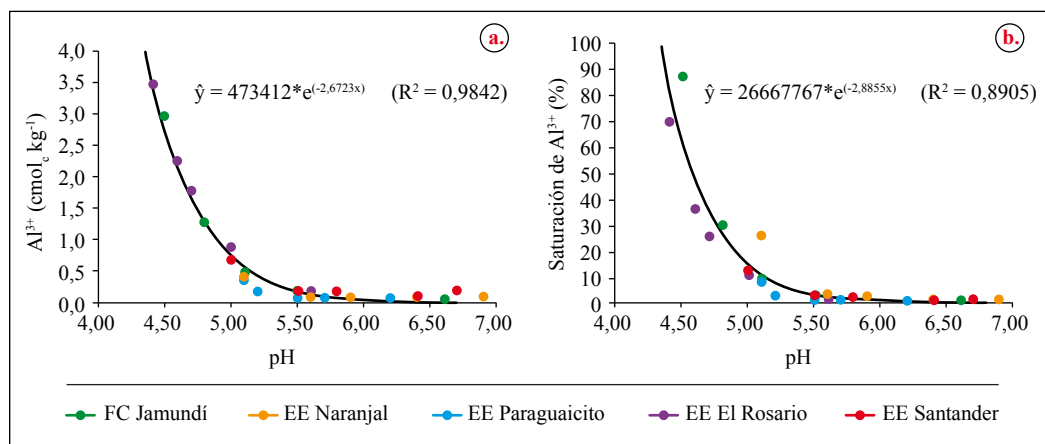 a.
4,0
3,5
3,0
2,5
2,0
1,5
1,0
0,5
0,0
Al³⁺ (cmol꜀ kg⁻¹)
ŷ = 473412*e(-2,6723x) (R² = 0,9842)
4,00 4,50 5,00 5,50 6,00 6,50 7,00
pH
b.
100
90
80
70
60
50
40
30
20
10
0
Saturación de Al³⁺ (%)
ŷ = 26667767*e(-2,8855x) (R² = 0,8905)
4,00 4,50 5,00 5,50 6,00 6,50 7,00
pH
FC Jamundí EE Naranjal EE Paraguaicito EE El Rosario EE Santander